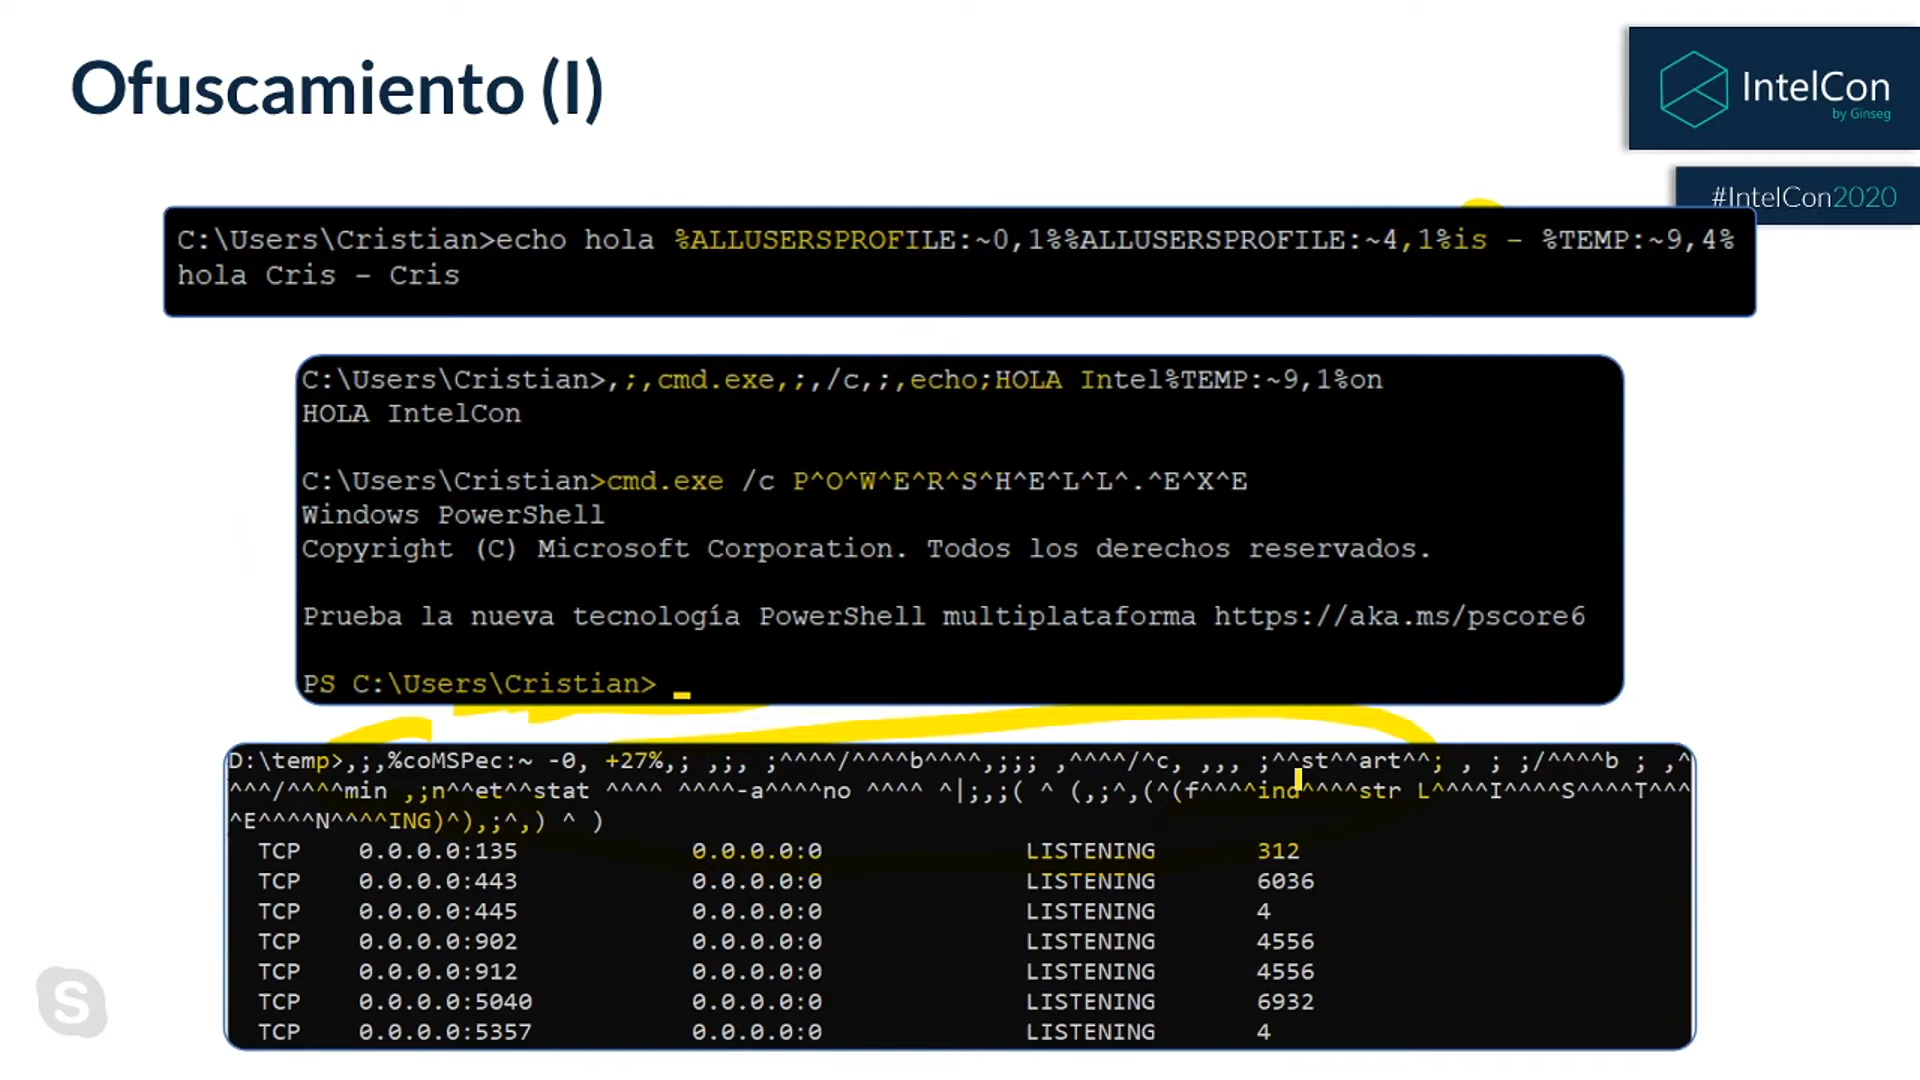 Ofuscamiento (I)
IntelCon
by Ginseg
#IntelCon2020
C:\Users\Cristian>echo hola %ALLUSERSPROFILE:~0,1%%ALLUSERSPROFILE:~4,1%is - %TEMP:~9,4%
hola Cris - Cris
C:\Users\Cristian>,;,cmd.exe,;,/c,;,echo;HOLA Intel%TEMP:~9,1%on
HOLA IntelCon
C:\Users\Cristian>cmd.exe /c P^O^W^E^R^S^H^E^L^L^.^E^X^E
Windows PowerShell
Copyright (C) Microsoft Corporation. Todos los derechos reservados.
Prueba la nueva tecnología PowerShell multiplataforma https://aka.ms/pscore6
PS C:\Users\Cristian> _
D:\temp>,;,%coMSPec:~ -0, +27%,; ,;, ;^^^^/^^^^b^^^^,;;; ,^^^^/^c, ,,, ;^^st^^art^^; , ; ;/^^^^b ; ,^
^^^/^^^^min ,;n^^et^^stat ^^^^ ^^^^-a^^^^no ^^^^ ^|;,;( ^ (,;^,(^(f^^^^ind^^^^str L^^^^I^^^^S^^^^T^^^
^E^^^^N^^^^ING)^),;^,) ^ )
TCP 0.0.0.0:135 0.0.0.0:0 LISTENING 312
TCP 0.0.0.0:443 0.0.0.0:0 LISTENING 6036
TCP 0.0.0.0:445 0.0.0.0:0 LISTENING 4
TCP 0.0.0.0:902 0.0.0.0:0 LISTENING 4556
TCP 0.0.0.0:912 0.0.0.0:0 LISTENING 4556
TCP 0.0.0.0:5040 0.0.0.0:0 LISTENING 6932
TCP 0.0.0.0:5357 0.0.0.0:0 LISTENING 4